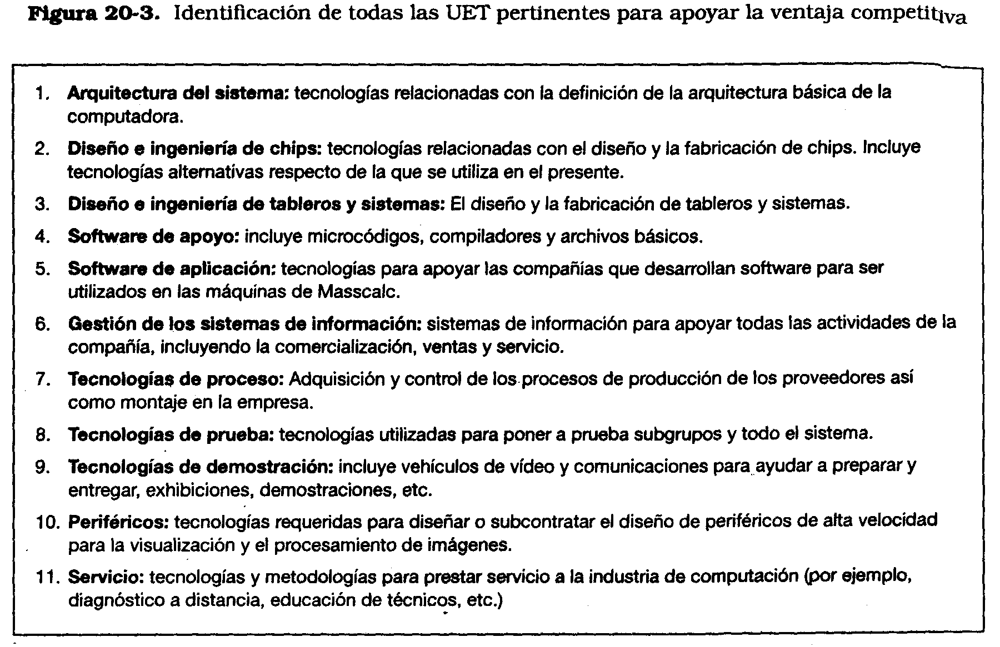 Figura 20-3. Identificación de todas las UET pertinentes para apoyar la ventaja competitiva
1. Arquitectura del sistema: tecnologías relacionadas con la definición de la arquitectura básica de la
computadora.
2. Diseño e ingeniería de chips: tecnologías relacionadas con el diseño y la fabricación de chips. Incluye
tecnologías alternativas respecto de la que se utiliza en el presente.
3. Diseño e ingeniería de tableros y sistemas: El diseño y la fabricación de tableros y sistemas.
4. Software de apoyo: incluye microcódigos, compiladores y archivos básicos.
5. Software de aplicación: tecnologías para apoyar las compañías que desarrollan software para ser
utilizados en las máquinas de Masscalc.
6. Gestión de los sistemas de información: sistemas de información para apoyar todas las actividades de la
compañía, incluyendo la comercialización, ventas y servicio.
7. Tecnologías de proceso: Adquisición y control de los procesos de producción de los proveedores así
como montaje en la empresa.
8. Tecnologías de prueba: tecnologías utilizadas para poner a prueba subgrupos y todo el sistema.
9. Tecnologías de demostración: incluye vehículos de vídeo y comunicaciones para ayudar a preparar y
entregar, exhibiciones, demostraciones, etc.
10. Periféricos: tecnologías requeridas para diseñar o subcontratar el diseño de periféricos de alta velocidad
para la visualización y el procesamiento de imágenes.
11. Servicio: tecnologías y metodologías para prestar servicio a la industria de computación (por ejemplo,
diagnóstico a distancia, educación de técnicos, etc.)